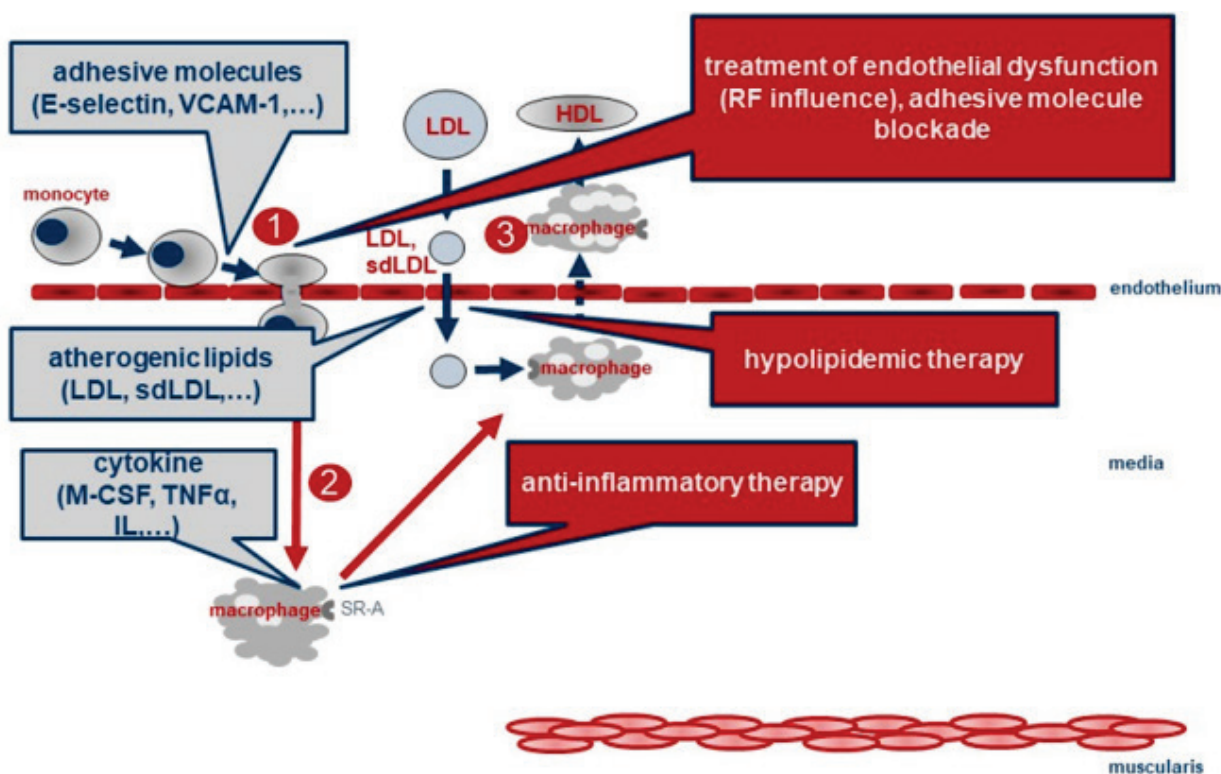 adhesive molecules
(E-selectin, VCAM-1,...)
treatment of endothelial dysfunction
(RF influence), adhesive molecule
blockade
LDL
HDL
monocyte
1
3
macrophage
LDL,
sdLDL
endothelium
atherogenic lipids
(LDL, sdLDL,...)
macrophage
hypolipidemic therapy
cytokine
(M-CSF, TNFα,
IL,...)
2
anti-inflammatory therapy
media
macrophage
SR-A
muscularis